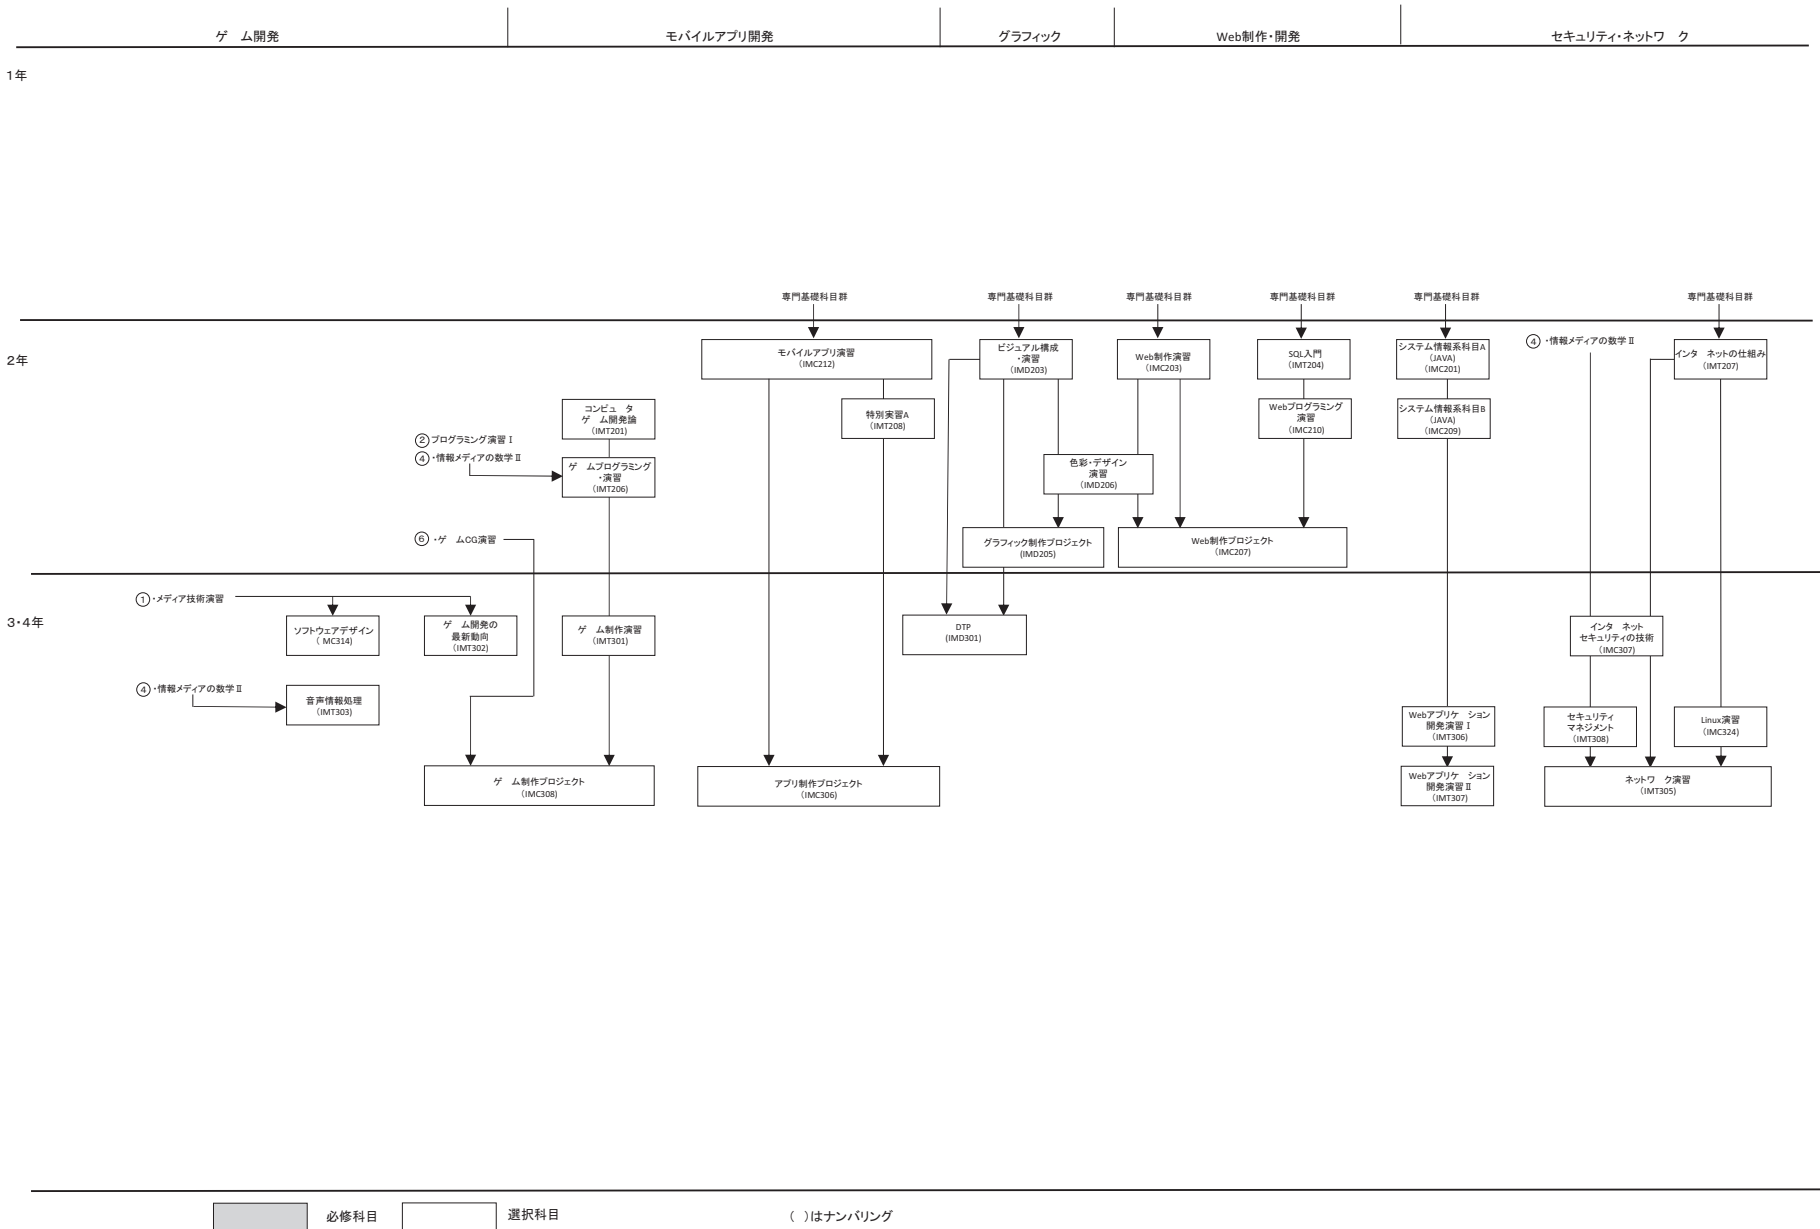 ゲ　ム開発
モバイルアプリ開発
グラフィック
Web制作・開発
セキュリティ・ネットワ　ク
1年
専門基礎科目群
専門基礎科目群
専門基礎科目群
専門基礎科目群
専門基礎科目群
専門基礎科目群
2年
モバイルアプリ演習
(IMC212)
ビジュアル構成
・演習
(IMD203)
Web制作演習
(IMC203)
SQL入門
(IMT204)
システム情報系科目A
(JAVA)
(IMC201)
④ ・情報メディアの数学Ⅱ
インタ　ネットの仕組み
(IMT207)
コンピュ　タ
ゲ　ム開発論
(IMT201)
特別実習A
(IMT208)
Webプログラミング
演習
(IMC210)
システム情報系科目B
(JAVA)
(IMC209)
② プログラミング演習Ⅰ
④ ・情報メディアの数学Ⅱ
ゲ　ムプログラミング
・演習
(IMT206)
色彩・デザイン
演習
(IMD206)
⑥ ・ゲ　ムCG演習
グラフィック制作プロジェクト
(IMD205)
Web制作プロジェクト
(IMC207)
3・4年
① ・メディア技術演習
ソフトウェアデザイン
( MC314)
ゲ　ム開発の
最新動向
(IMT302)
ゲ　ム制作演習
(IMT301)
DTP
(IMD301)
インタ　ネット
セキュリティの技術
(IMC307)
④ ・情報メディアの数学Ⅱ
音声情報処理
(IMT303)
Webアプリケ　ション
開発演習Ⅰ
(IMT306)
セキュリティ
マネジメント
(IMT308)
Linux演習
(IMC324)
ゲ　ム制作プロジェクト
(IMC308)
アプリ制作プロジェクト
(IMC306)
Webアプリケ　ション
開発演習Ⅱ
(IMT307)
ネットワ　ク演習
(IMT305)
必修科目
選択科目
( )はナンバリング